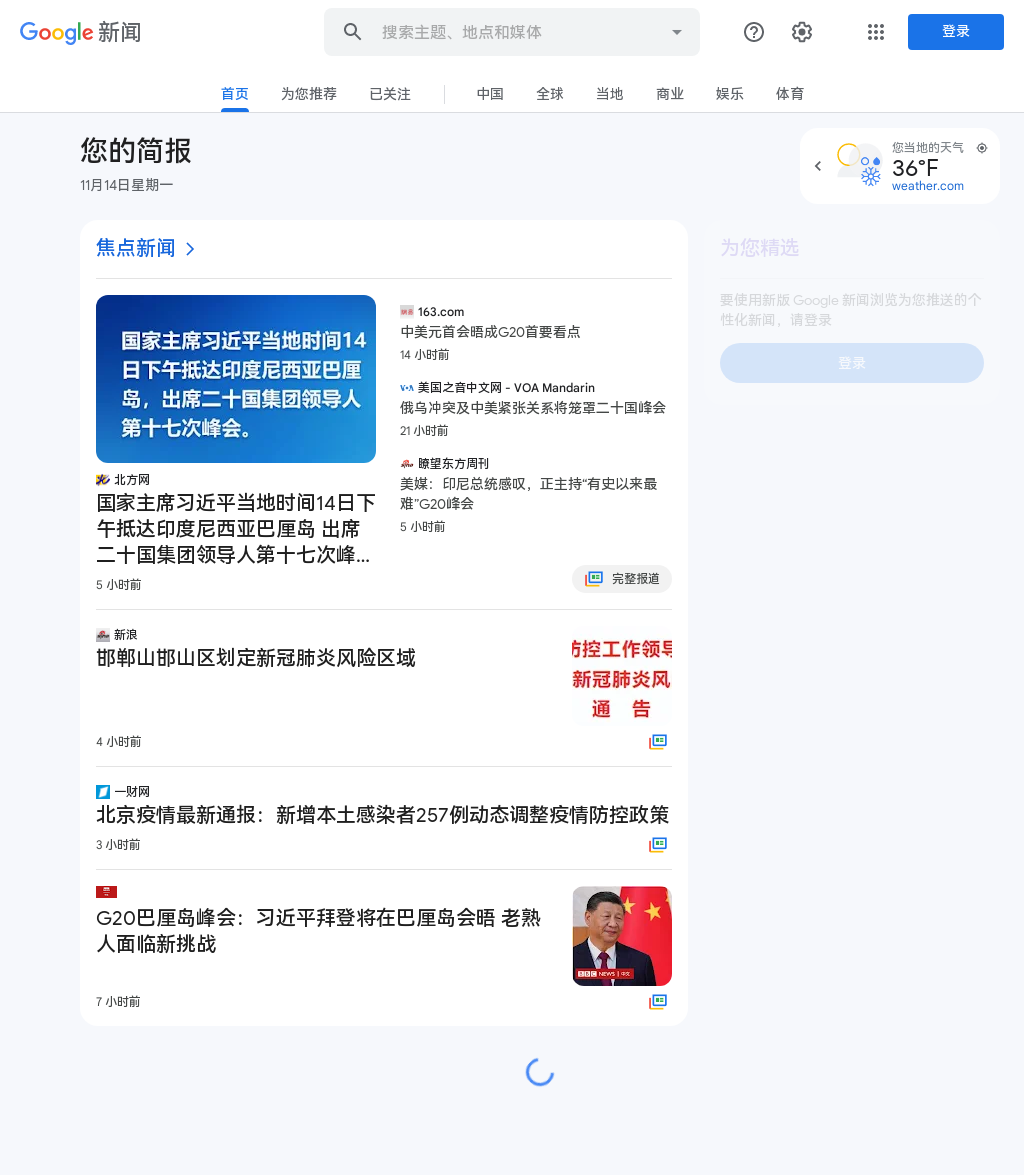 Google 新闻
搜索主题、地点和媒体
登录
首页 为您推荐 已关注 中国 全球 当地 商业 娱乐 体育
您的简报
11月14日星期一
您当地的天气
36°F
weather.com
焦点新闻
国家主席习近平当地时间14
日下午抵达印度尼西亚巴厘
岛，出席二十国集团领导人
第十七次峰会。
北方网
国家主席习近平当地时间14日下
午抵达印度尼西亚巴厘岛 出席
二十国集团领导人第十七次峰...
5 小时前
163.com
中美元首会晤成G20首要看点
14 小时前
美国之音中文网 - VOA Mandarin
俄乌冲突及中美紧张关系将笼罩二十国集团峰会
21 小时前
瞭望东方周刊
美媒：印尼总统感叹，正主持“有史以来最
难”G20峰会
5 小时前
完整报道
为您精选
要使用新版 Google 新闻浏览为您推送的个
性化新闻，请登录
登录
新浪
邯郸山邯山区划定新冠肺炎风险区域
4 小时前
防控工作领导
新冠肺炎风
通 告
一财网
北京疫情最新通报：新增本土感染者257例动态调整疫情防控政策
3 小时前
G20巴厘岛峰会：习近平拜登将在巴厘岛会晤 老熟
人面临新挑战
7 小时前
BBC NEWS 中文